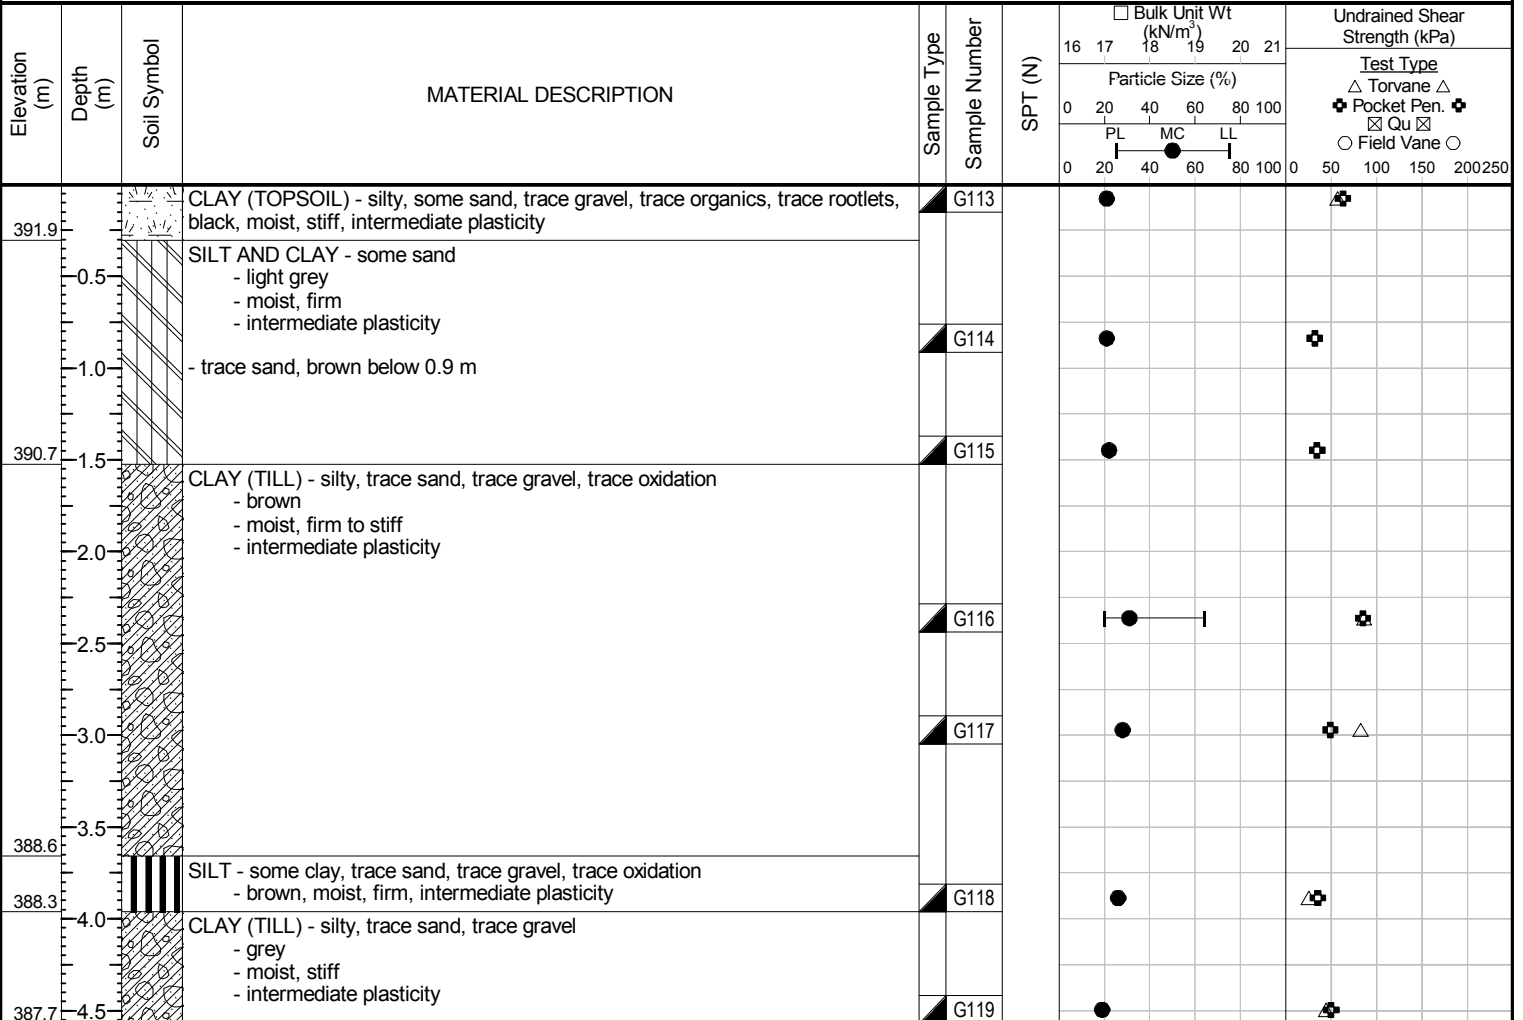 Elevation (m)
Depth (m)
Soil Symbol
MATERIAL DESCRIPTION
Sample Type
Sample Number
SPT (N)
□ Bulk Unit Wt
(kN/m³)
16 17 18 19 20 21
Particle Size (%)
0 20 40 60 80 100
PL MC LL
0 20 40 60 80 100
Undrained Shear
Strength (kPa)
Test Type
△ Torvane △
Pocket Pen.
☒ Qu ☒
○ Field Vane ○
0 50 100 150 200 250
CLAY (TOPSOIL) - silty, some sand, trace gravel, trace organics, trace rootlets,
black, moist, stiff, intermediate plasticity
G113
391.9
SILT AND CLAY - some sand
- light grey
0.5
- moist, firm
- intermediate plasticity
G114
- trace sand, brown below 0.9 m
1.0
G115
390.7
1.5
CLAY (TILL) - silty, trace sand, trace gravel, trace oxidation
- brown
- moist, firm to stiff
- intermediate plasticity
2.0
G116
2.5
G117
3.0
3.5
388.6
SILT - some clay, trace sand, trace gravel, trace oxidation
- brown, moist, firm, intermediate plasticity
G118
388.3
4.0
CLAY (TILL) - silty, trace sand, trace gravel
- grey
- moist, stiff
- intermediate plasticity
G119
387.7
4.5